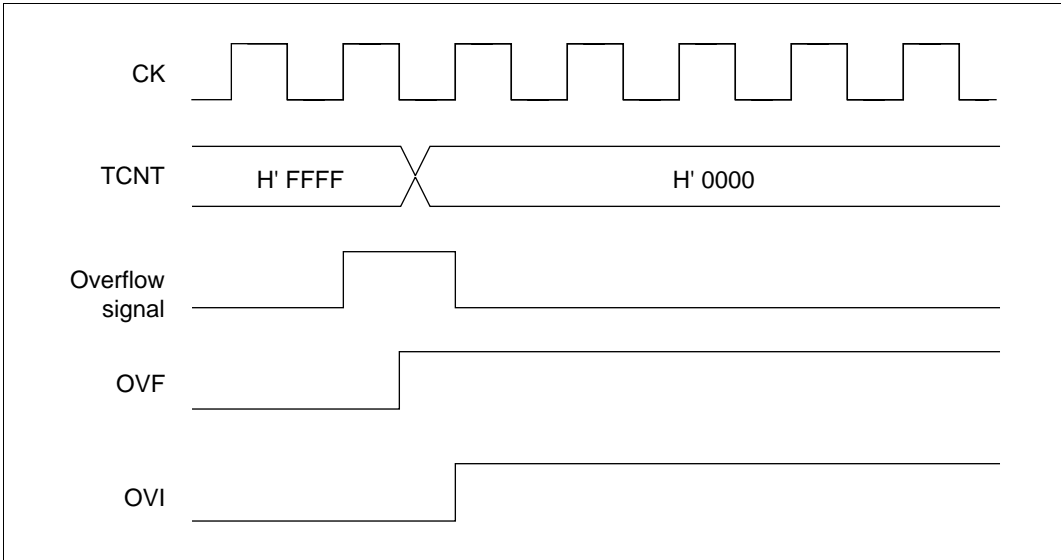 CK
TCNT
H' FFFF
H' 0000
Overflow
signal
OVF
OVI